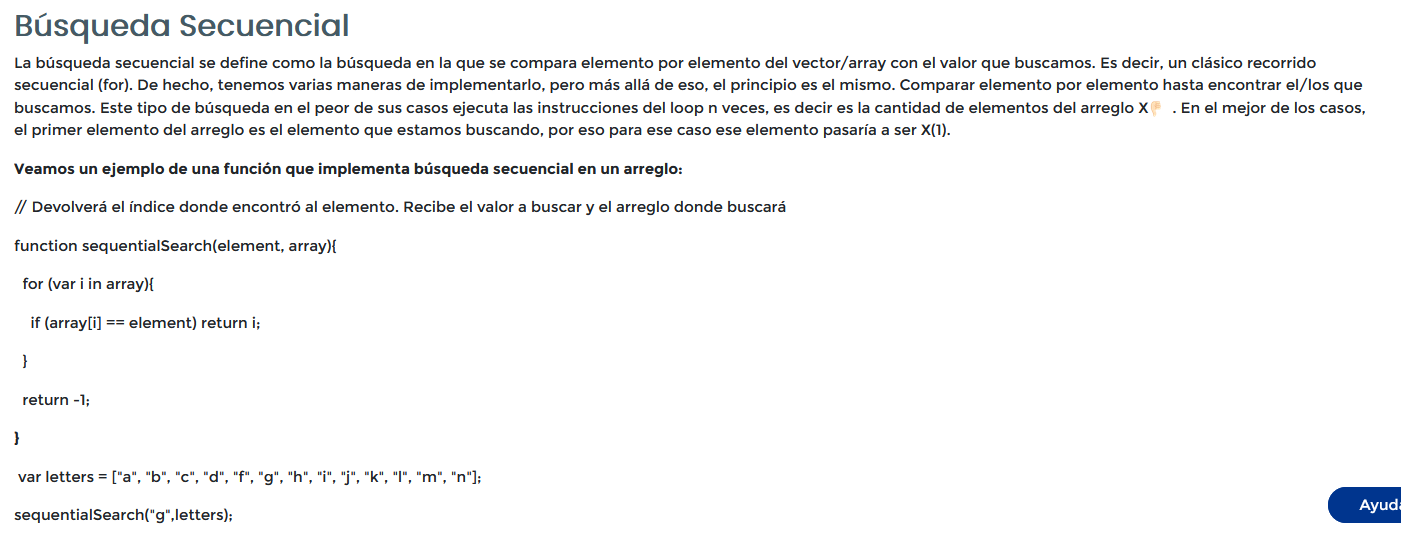 Búsqueda Secuencial
La búsqueda secuencial se define como la búsqueda en la que se compara elemento por elemento del vector/array con el valor que buscamos. Es decir, un clásico recorrido
secuencial (for). De hecho, tenemos varias maneras de implementarlo, pero más allá de eso, el principio es el mismo. Comparar elemento por elemento hasta encontrar el/los que
buscamos. Este tipo de búsqueda en el peor de sus casos ejecuta las instrucciones del loop n veces, es decir es la cantidad de elementos del arreglo X👎🏻 . En el mejor de los casos,
el primer elemento del arreglo es el elemento que estamos buscando, por eso para ese caso ese elemento pasaría a ser X(1).
Veamos un ejemplo de una función que implementa búsqueda secuencial en un arreglo:
// Devolverá el índice donde encontró al elemento. Recibe el valor a buscar y el arreglo donde buscará
function sequentialSearch(element, array){
for (var i in array){
if (array[i] == element) return i;
}
return -1;
}
var letters = ["a", "b", "c", "d", "f", "g", "h", "i", "j", "k", "l", "m", "n"];
sequentialSearch("g",letters);
Ayuda